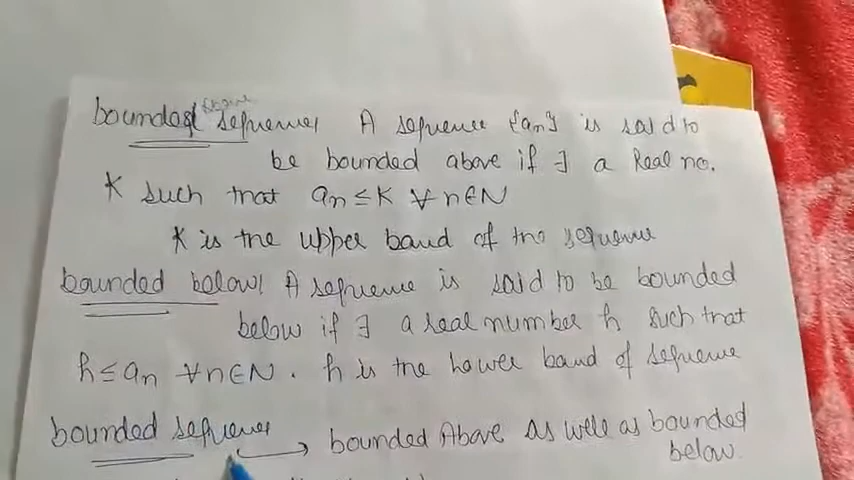 bounded above sequence, A sequence {an} is said to
be bounded above if ∃ a Real no.
K such that an ≤ K ∀ n∈N
K is the upper band of the sequence
bounded below, A sequence is said to be bounded
below if ∃ a real number h such that
h ≤ an ∀n∈N. h is the Lower band of sequence
bounded sequence → bounded Above as well as bounded
below.